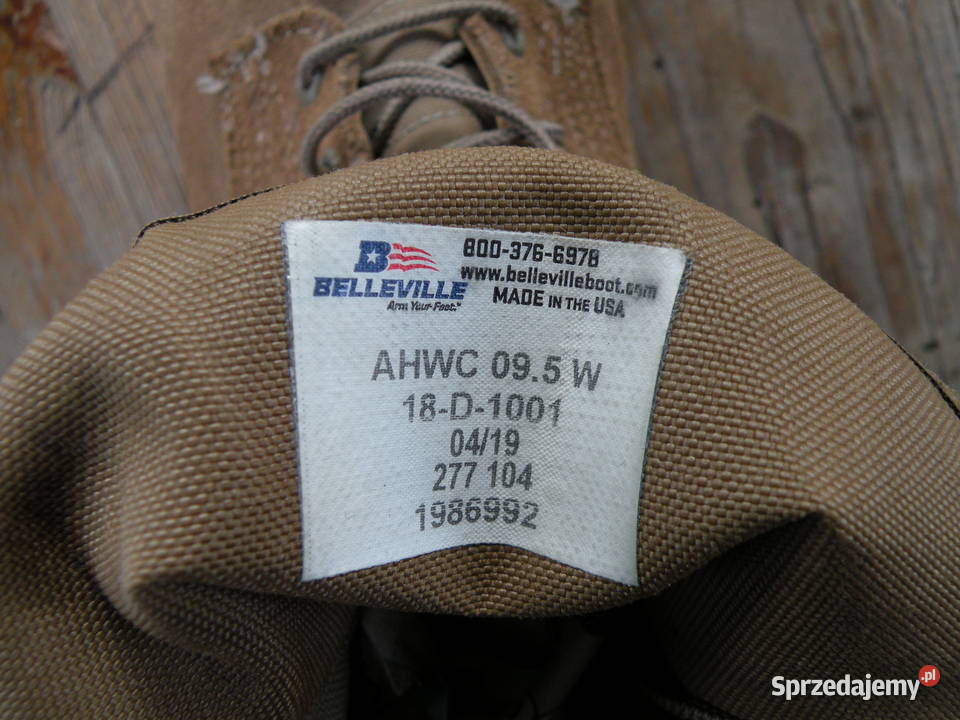 B
BELLEVILLE
Arm Your Feet.™
800-376-6978
www.bellevilleboot.com
MADE IN THE USA
AHWC 09.5 W
18-D-1001
04/19
277 104
1986992
Sprzedajemy.pl